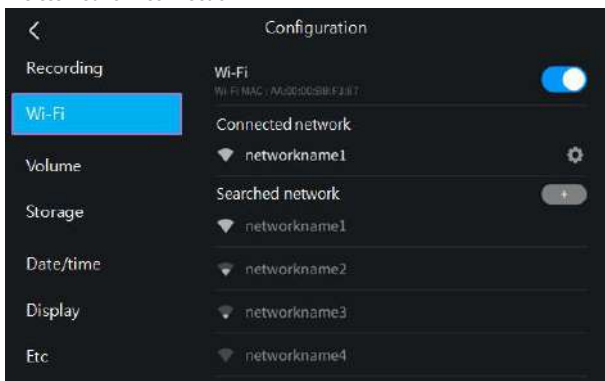 Configuration
Recording
Wi-Fi
Volume
Storage
Date/time
Display
Etc
Wi-Fi
Connected network
networkname1
Searched network
+
networkname1
networkname2
networkname3
networkname4